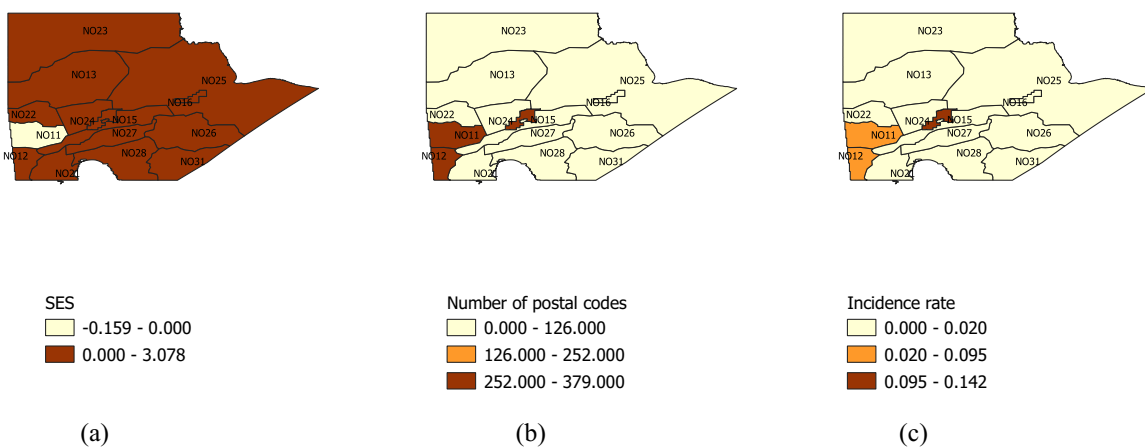 NO23
NO13
NO25
NO16
NO22
NO24
NO15
NO11
NO27
NO26
NO12
NO28
NO31
NO21
SES
-0.159 - 0.000
0.000 - 3.078
(a)
NO23
NO13
NO25
NO16
NO22
NO24
NO15
NO11
NO27
NO26
NO12
NO28
NO31
Number of postal codes
0.000 - 126.000
126.000 - 252.000
252.000 - 379.000
(b)
NO23
NO13
NO25
NO16
NO22
NO24
NO15
NO11
NO27
NO26
NO12
NO28
NO31
Incidence rate
0.000 - 0.020
0.020 - 0.095
0.095 - 0.142
(c)